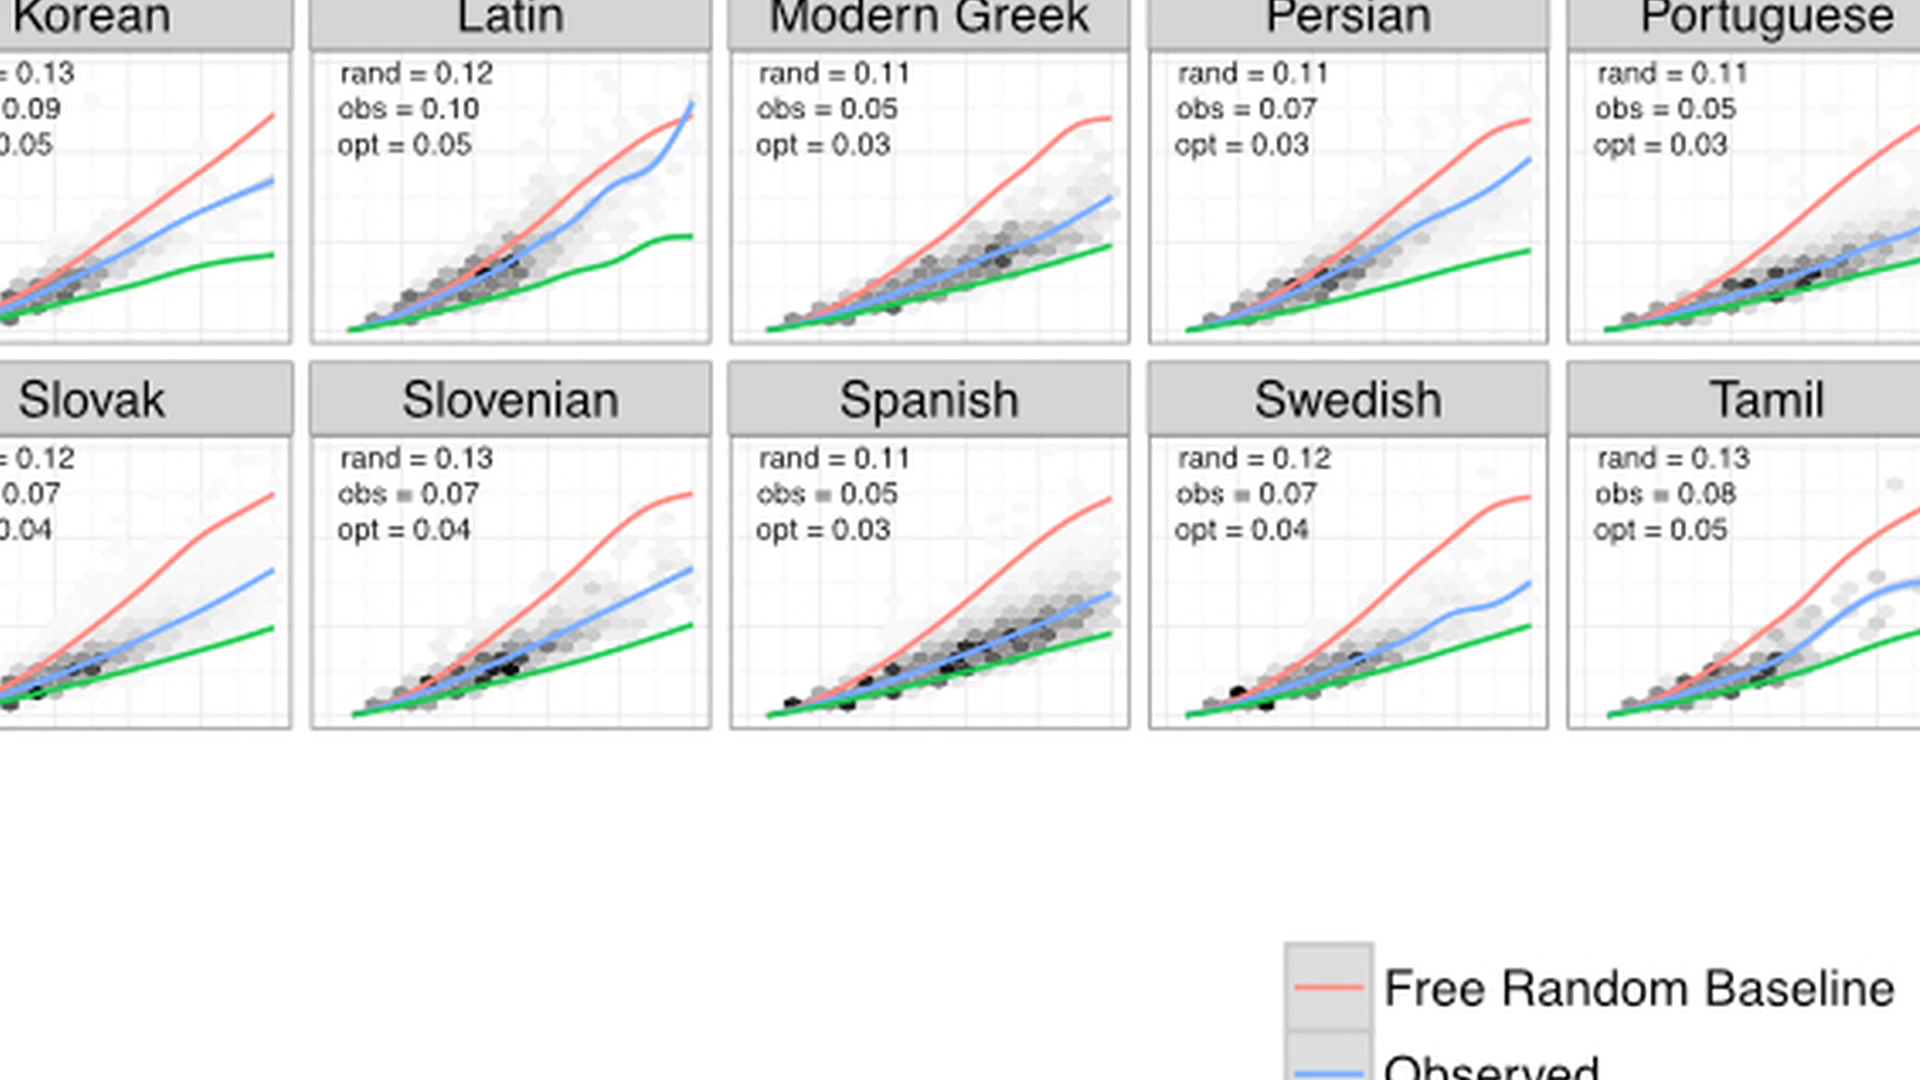 Korean
= 0.13
0.09
0.05
Latin
rand = 0.12
obs = 0.10
opt = 0.05
Modern Greek
rand = 0.11
obs = 0.05
opt = 0.03
Persian
rand = 0.11
obs = 0.07
opt = 0.03
Portuguese
rand = 0.11
obs = 0.05
opt = 0.03
Slovak
= 0.12
0.07
0.04
Slovenian
rand = 0.13
obs = 0.07
opt = 0.04
Spanish
rand = 0.11
obs = 0.05
opt = 0.03
Swedish
rand = 0.12
obs = 0.07
opt = 0.04
Tamil
rand = 0.13
obs = 0.08
opt = 0.05
Free Random Baseline
Observed